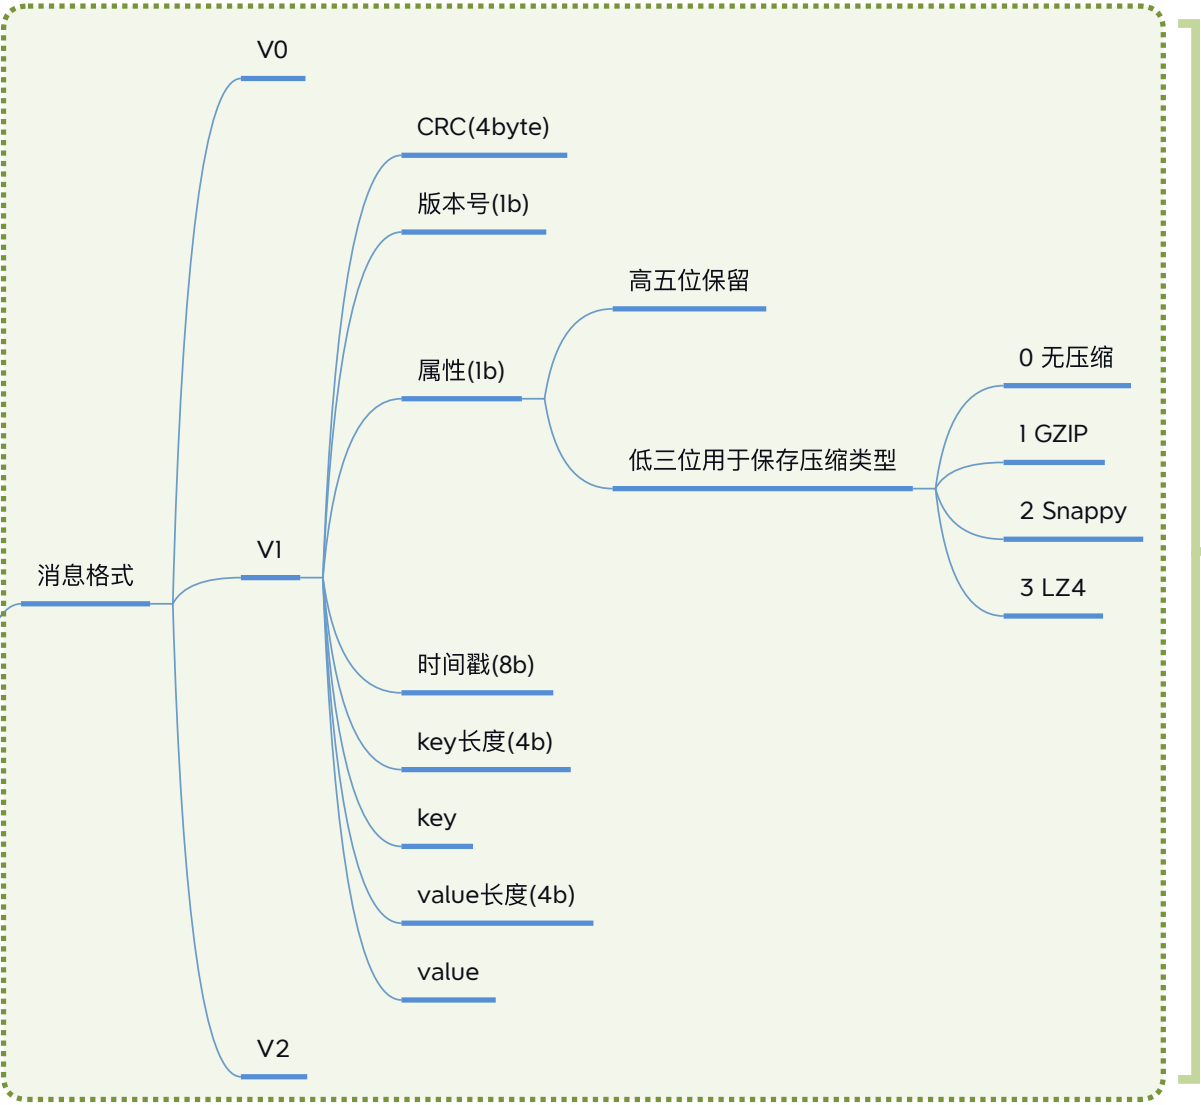 消息格式
V0
V1
CRC(4byte)
版本号(1b)
属性(1b)
高五位保留
低三位用于保存压缩类型
0 无压缩
1 GZIP
2 Snappy
3 LZ4
时间戳(8b)
key长度(4b)
key
value长度(4b)
value
V2